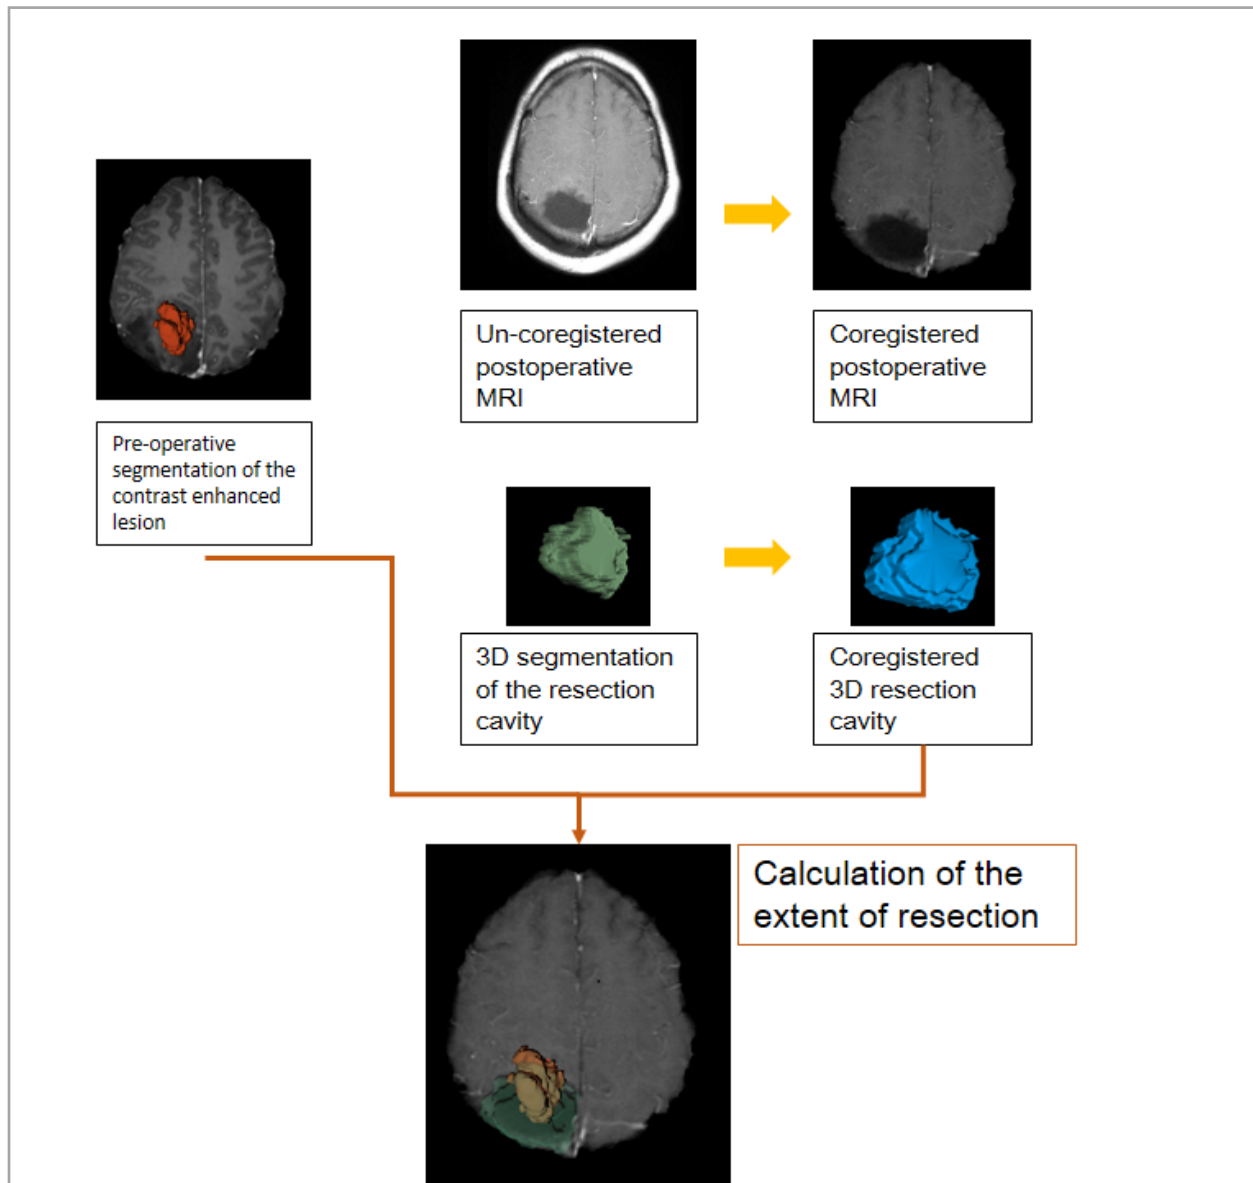 Un-coregistered
postoperative
MRI
Coregistered
postoperative
MRI
Pre-operative
segmentation of the
contrast enhanced
lesion
3D segmentation
of the resection
cavity
Coregistered
3D resection
cavity
Calculation of the
extent of resection